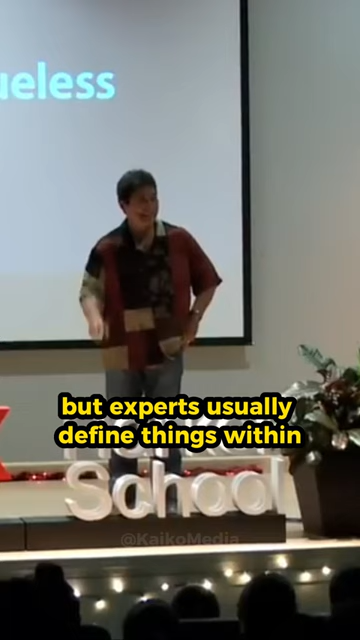 ueless
but experts usually
define things within
School
@KaikoMedia